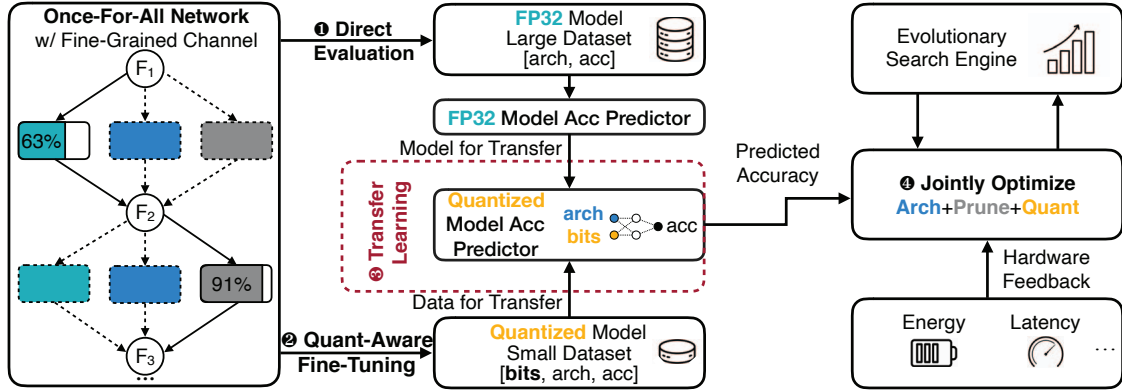 Once-For-All Network
w/ Fine-Grained Channel
F1
63%
F2
91%
F3
...
❶ Direct
Evaluation
❷ Quant-Aware
Fine-Tuning
FP32 Model
Large Dataset
[arch, acc]
FP32 Model Acc Predictor
Model for Transfer
❸ Transfer
Learning
Quantized
Model Acc
Predictor
arch
bits
acc
Data for Transfer
Quantized Model
Small Dataset
[bits, arch, acc]
Predicted
Accuracy
Evolutionary
Search Engine
❹ Jointly Optimize
Arch+Prune+Quant
Hardware
Feedback
Energy
Latency
...